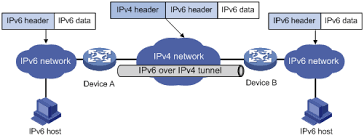 IPv6 header IPv6 data
IPv4 header IPv6 header IPv6 data
IPv6 header IPv6 data
IPv6 network
IPv4 network
IPv6 network
Device A
IPv6 over IPv4 tunnel
Device B
IPv6 host
IPv6 host